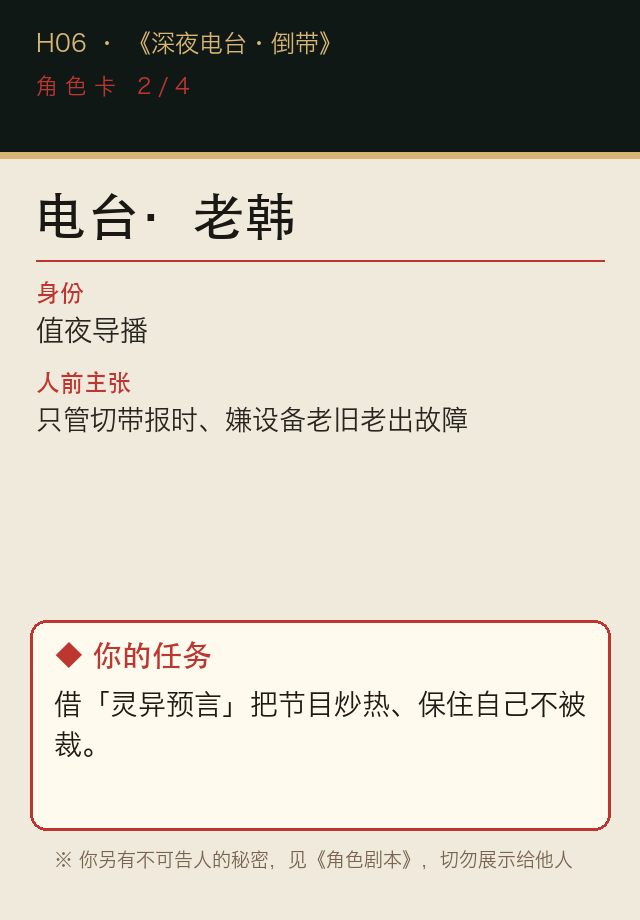 H06 · 《深夜电台·倒带》
角色卡 2/4
电台· 老韩
身份
值夜导播
人前主张
只管切带报时、嫌设备老旧老出故障
◆ 你的任务
借「灵异预言」把节目炒热、保住自己不被
裁。
※ 你另有不可告人的秘密，见《角色剧本》，切勿展示给他人